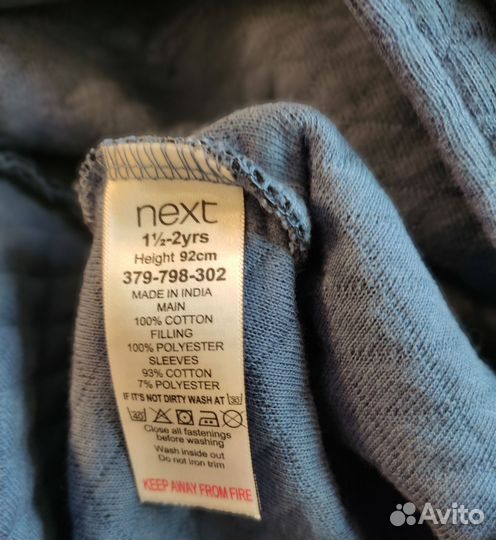 next
1½-2yrs
Height 92cm
379-798-302
MADE IN INDIA
MAIN
100% COTTON
FILLING
100% POLYESTER
SLEEVES
93% COTTON
7% POLYESTER
IF IT'S NOT DIRTY WASH AT 30
40
Close all fastenings
before washing
Wash inside out
Do not iron trim
KEEP AWAY FROM FIRE
Avito